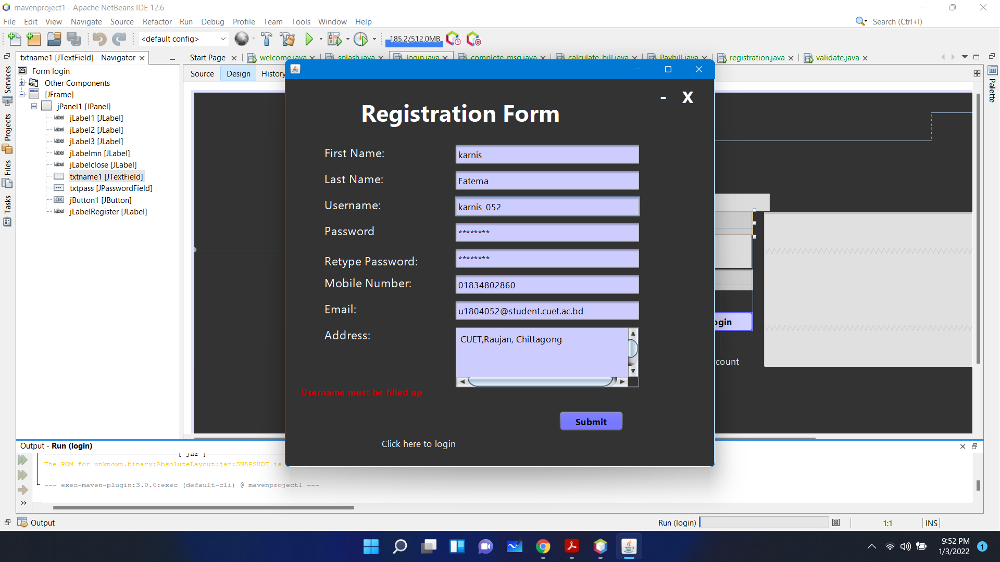 mavenproject1 - Apache NetBeans IDE 12.6
File Edit View Navigate Source Refactor Run Debug Profile Team Tools Window Help
Search (Ctrl+I)
<default config>
185.2/512.0MB
txtname1 [JTextField] - Navigator
Start Page welcome.java splash.java login.java complete_msg.java calculate_bill.java Paybill.java registration.java validate.java
Source Design History
Services
Projects
Files
Tasks
Palette
Form login
Other Components
[JFrame]
jPanel1 [JPanel]
label jLabel1 [JLabel]
label jLabel2 [JLabel]
label jLabel3 [JLabel]
label jLabelmn [JLabel]
label jLabelclose [JLabel]
txtname1 [JTextField]
txtpass [JPasswordField]
OK jButton1 [JButton]
label jLabelRegister [JLabel]
- X
Registration Form
First Name: karnis
Last Name: Fatema
Username: karnis_052
Password ********
Retype Password: ********
Mobile Number: 01834802860
Email: u1804052@student.cuet.ac.bd
Address: CUET,Raujan, Chittagong
Username must be filled up
Submit
Click here to login
ogin
count
Output - Run (login)
--------------------------------[ jar ]--------------------
The POM for unknown.binary:AbsoluteLayout:jar:SNAPSHOT is
--- exec-maven-plugin:3.0.0:exec (default-cli) @ mavenproject1 ---
Output
Run (login)
1:1
INS
9:52 PM
1/3/2022
1